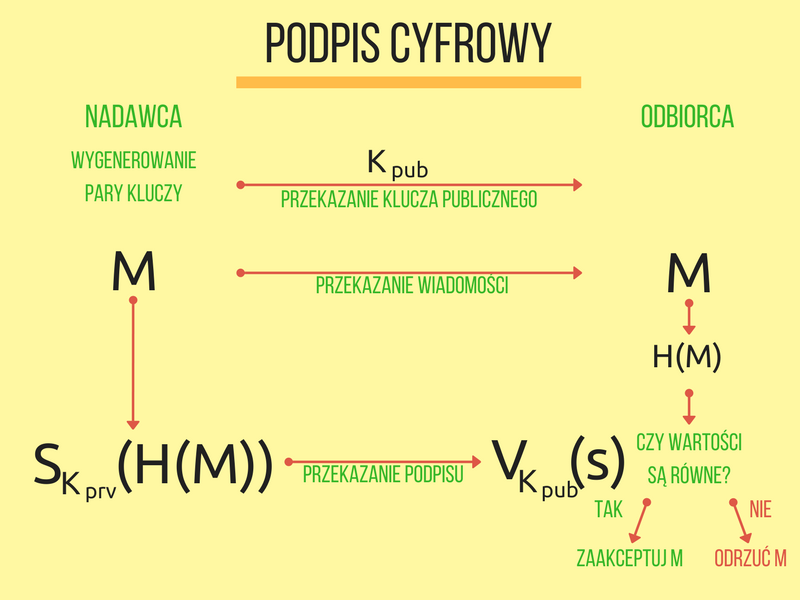 PODPIS CYFROWY
NADAWCA
ODBIORCA
WYGENEROWANIE
PARY KLUCZY
K pub
PRZEKAZANIE KLUCZA PUBLICZNEGO
M
PRZEKAZANIE WIADOMOŚCI
M
H(M)
S K prv (H(M))
PRZEKAZANIE PODPISU
V K pub (s)
CZY WARTOŚCI
SĄ RÓWNE?
TAK
NIE
ZAAKCEPTUJ M
ODRZUĆ M